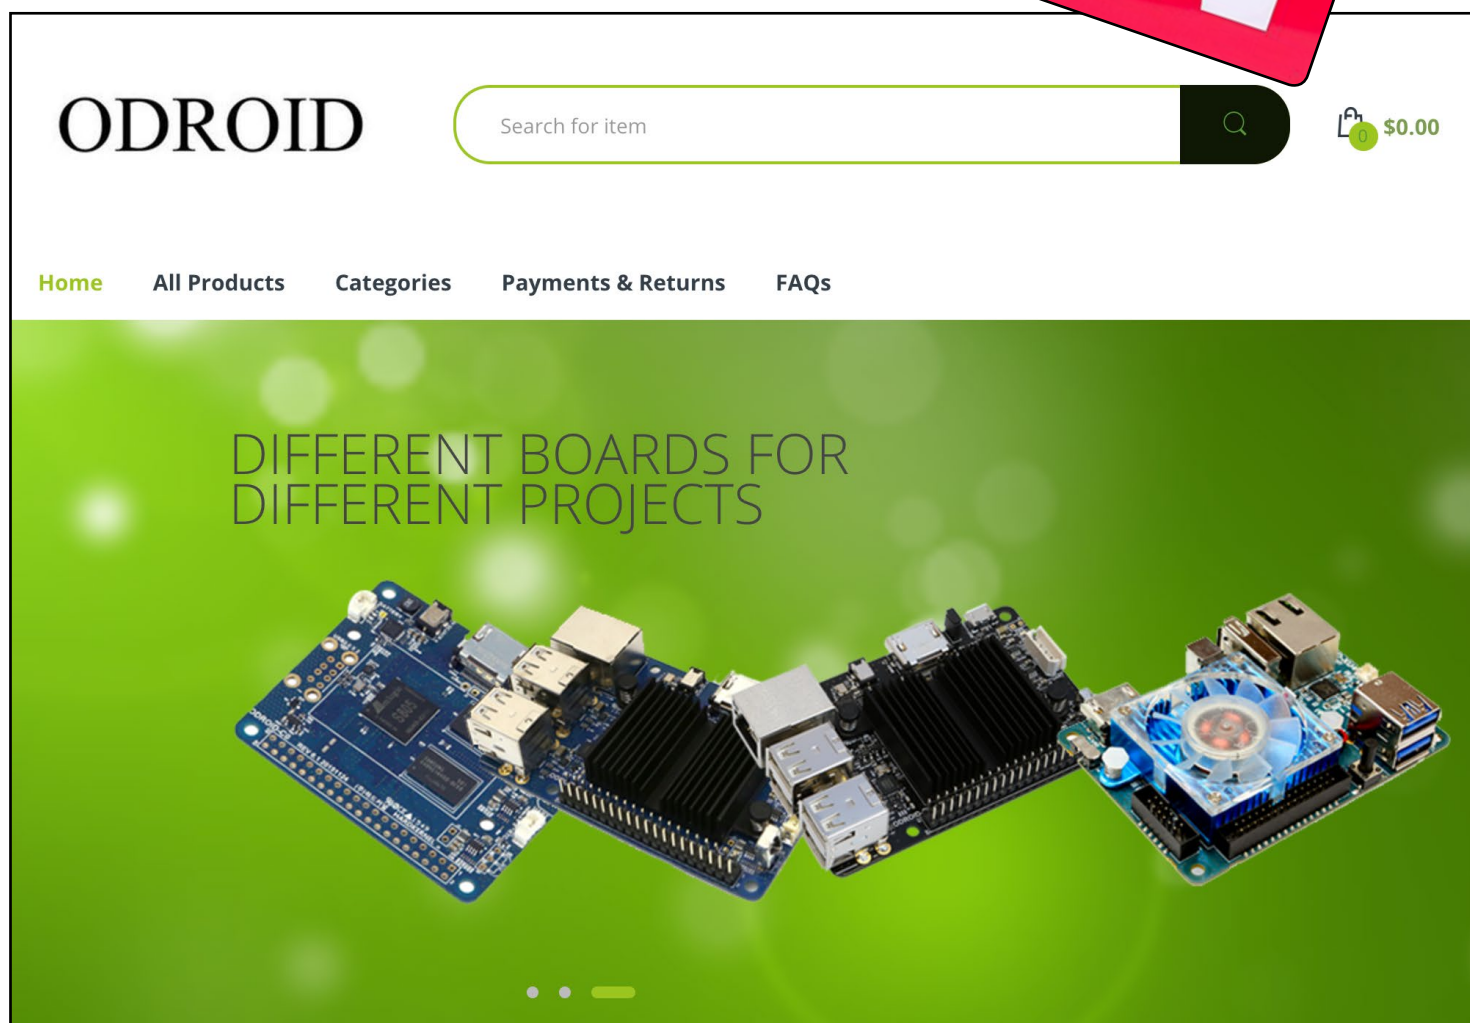 ODROID
Search for item
0
$0.00
Home
All Products
Categories
Payments & Returns
FAQs
DIFFERENT BOARDS FOR
DIFFERENT PROJECTS